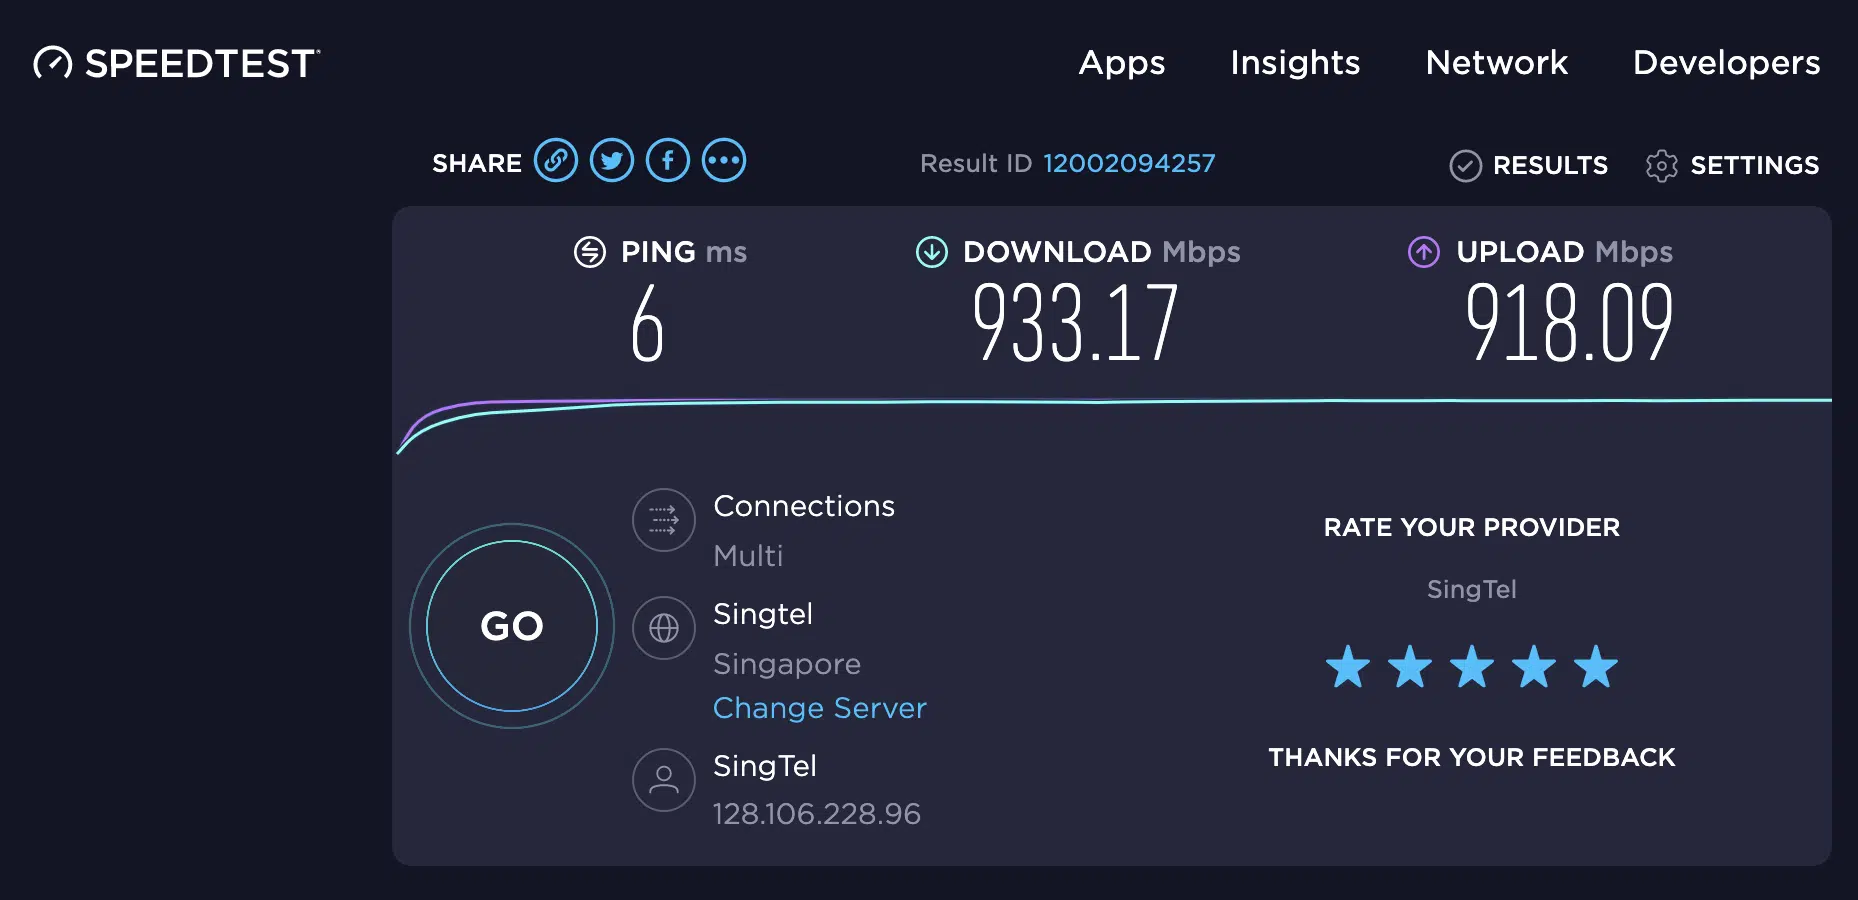 SPEEDTEST
Apps Insights Network Developers
SHARE Result ID 12002094257 RESULTS SETTINGS
PING ms DOWNLOAD Mbps UPLOAD Mbps
6 933.17 918.09
GO
Connections
Multi
Singtel
Singapore
Change Server
SingTel
128.106.228.96
RATE YOUR PROVIDER
SingTel
THANKS FOR YOUR FEEDBACK